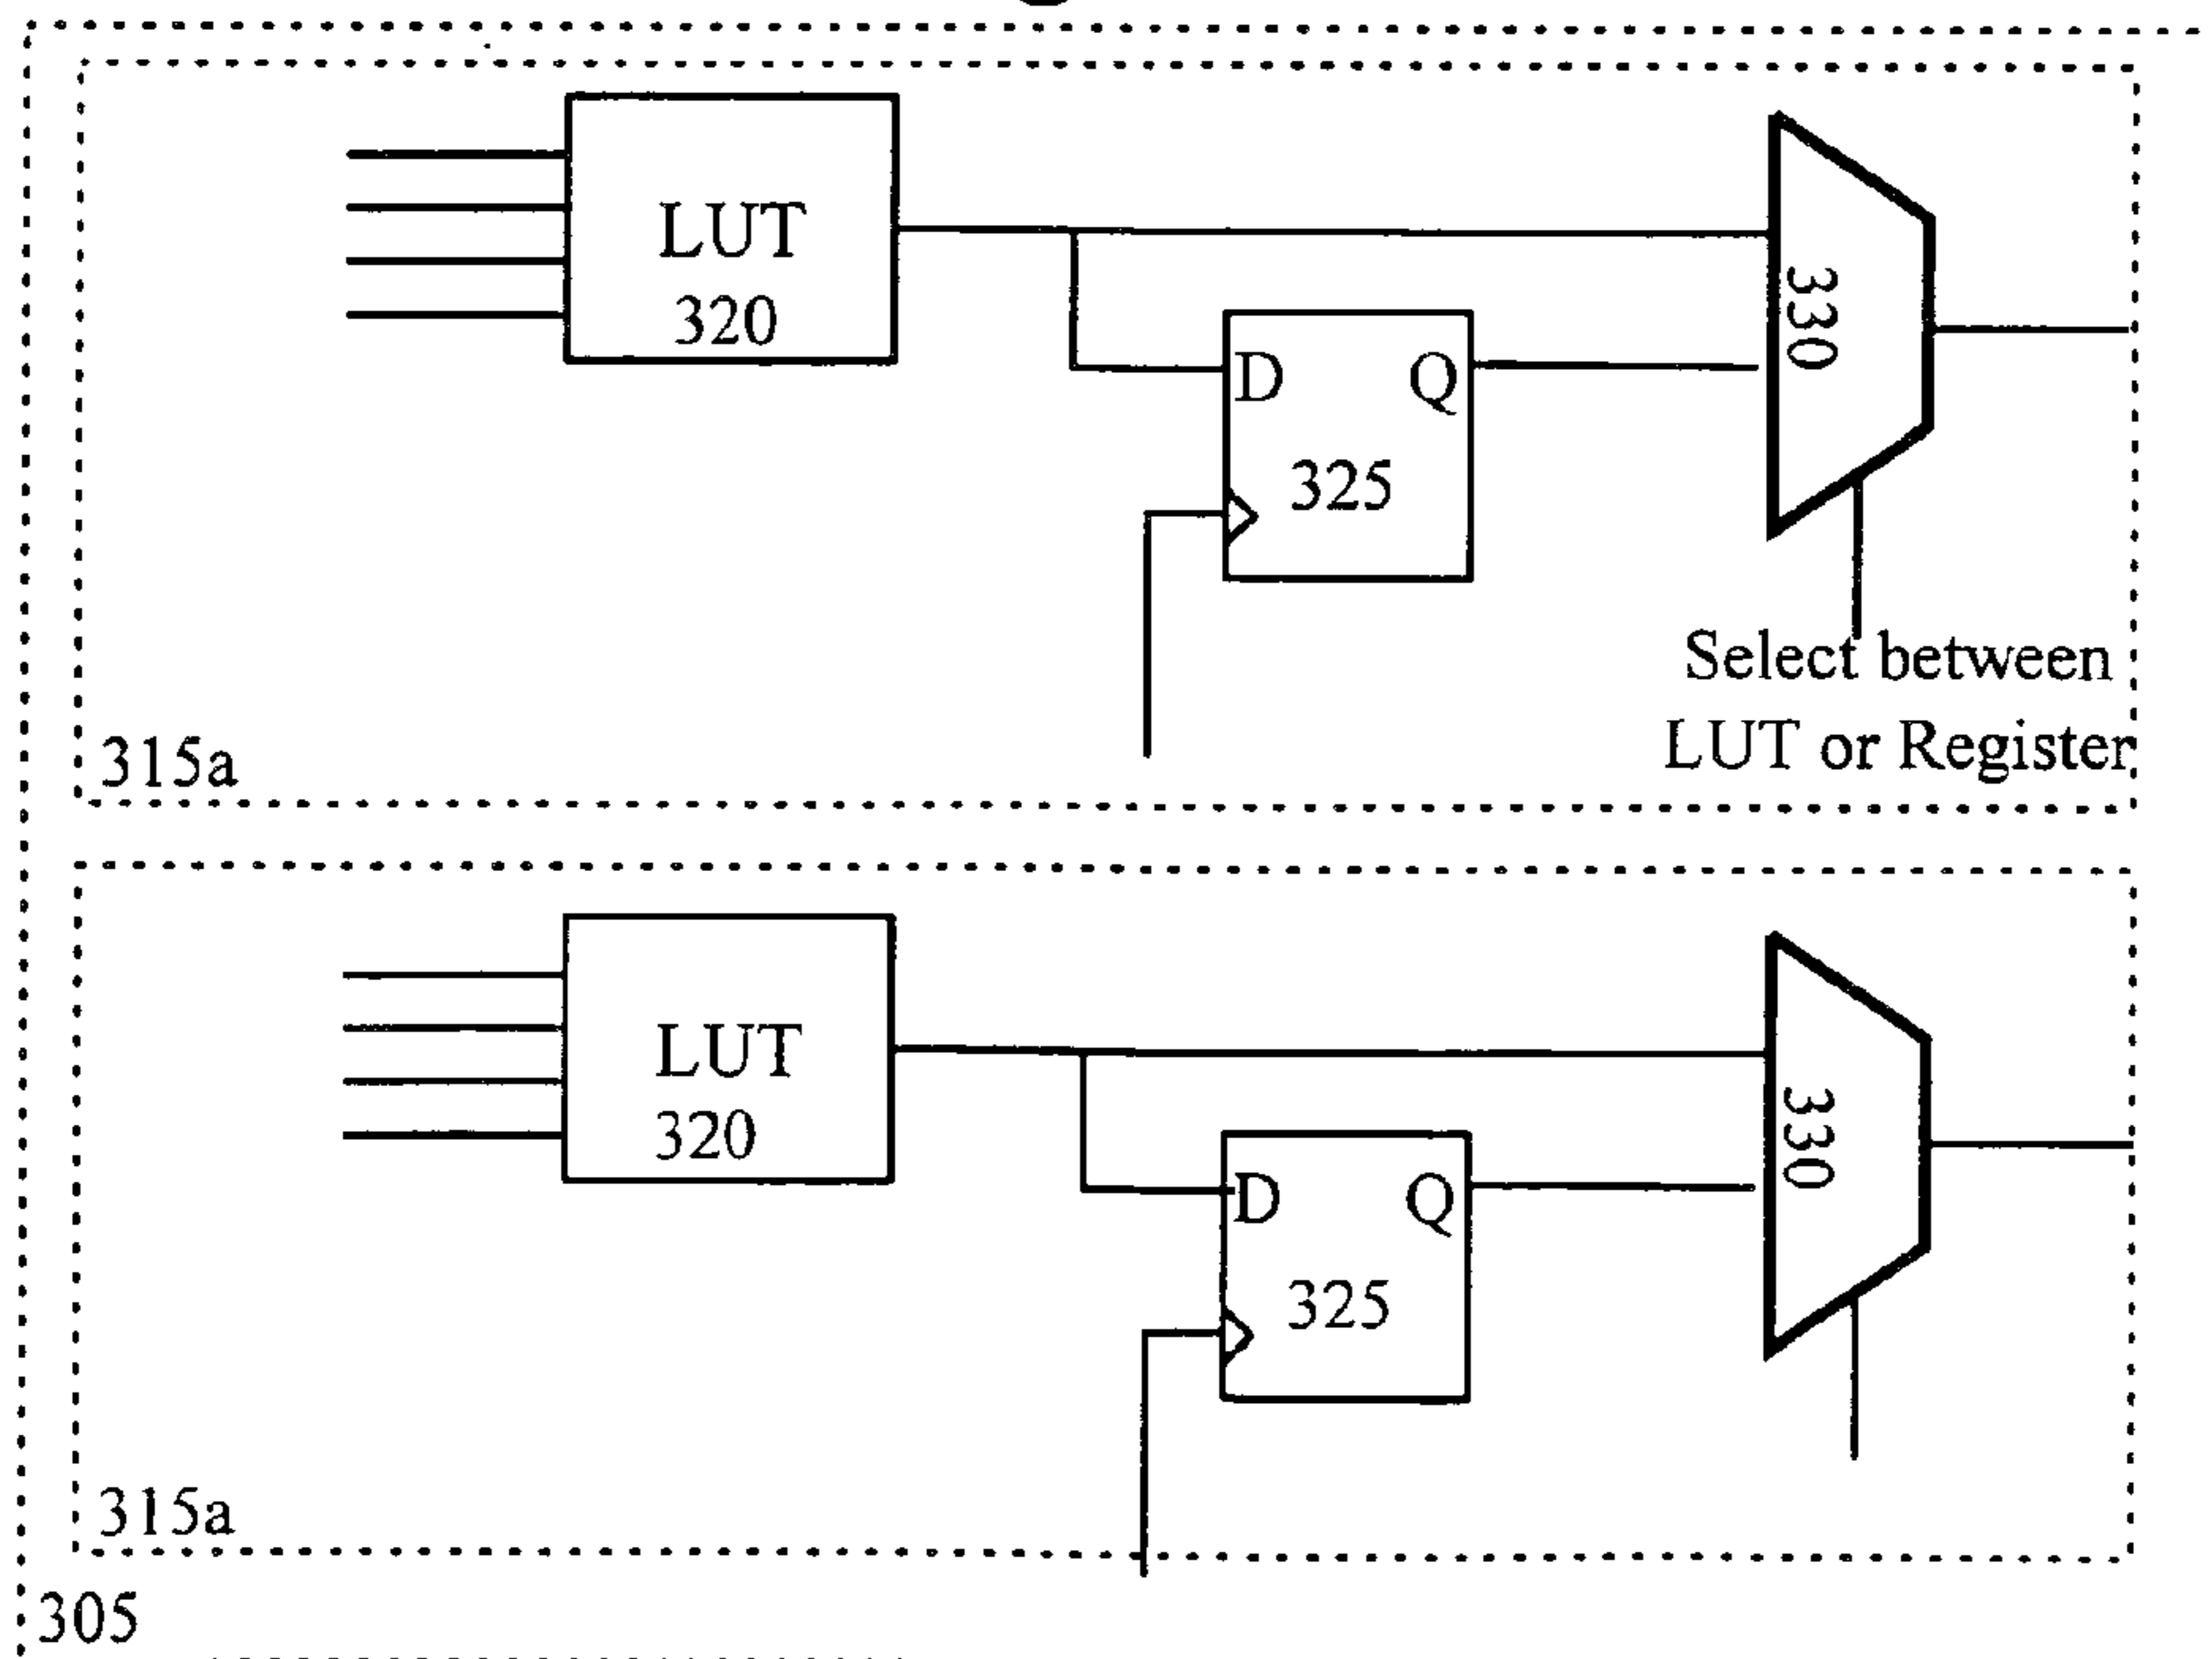 LUT
320
330
D Q
325
Select between
LUT or Register
315a
LUT
320
330
D Q
325
315a
305